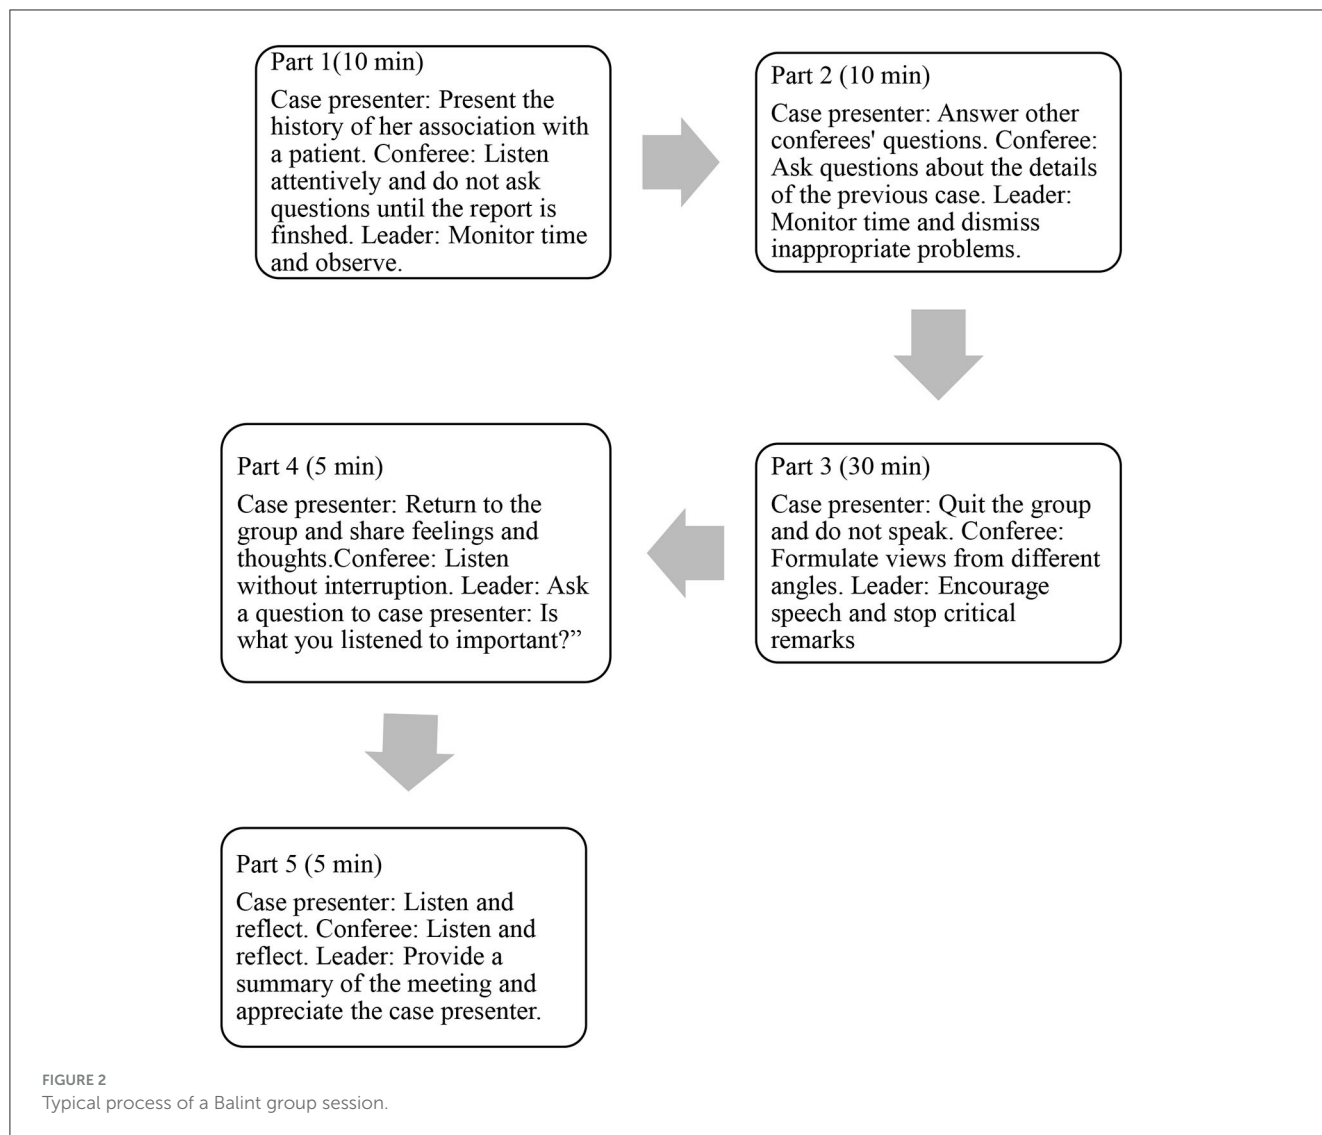 Part 1(10 min)
Case presenter: Present the
history of her association with
a patient. Conferee: Listen
attentively and do not ask
questions until the report is
finshed. Leader: Monitor time
and observe.
Part 2 (10 min)
Case presenter: Answer other
conferees' questions. Conferee:
Ask questions about the details
of the previous case. Leader:
Monitor time and dismiss
inappropriate problems.
Part 3 (30 min)
Case presenter: Quit the group
and do not speak. Conferee:
Formulate views from different
angles. Leader: Encourage
speech and stop critical
remarks
Part 4 (5 min)
Case presenter: Return to the
group and share feelings and
thoughts.Conferee: Listen
without interruption. Leader: Ask
a question to case presenter: Is
what you listened to important?”
Part 5 (5 min)
Case presenter: Listen and
reflect. Conferee: Listen and
reflect. Leader: Provide a
summary of the meeting and
appreciate the case presenter.
FIGURE 2
Typical process of a Balint group session.